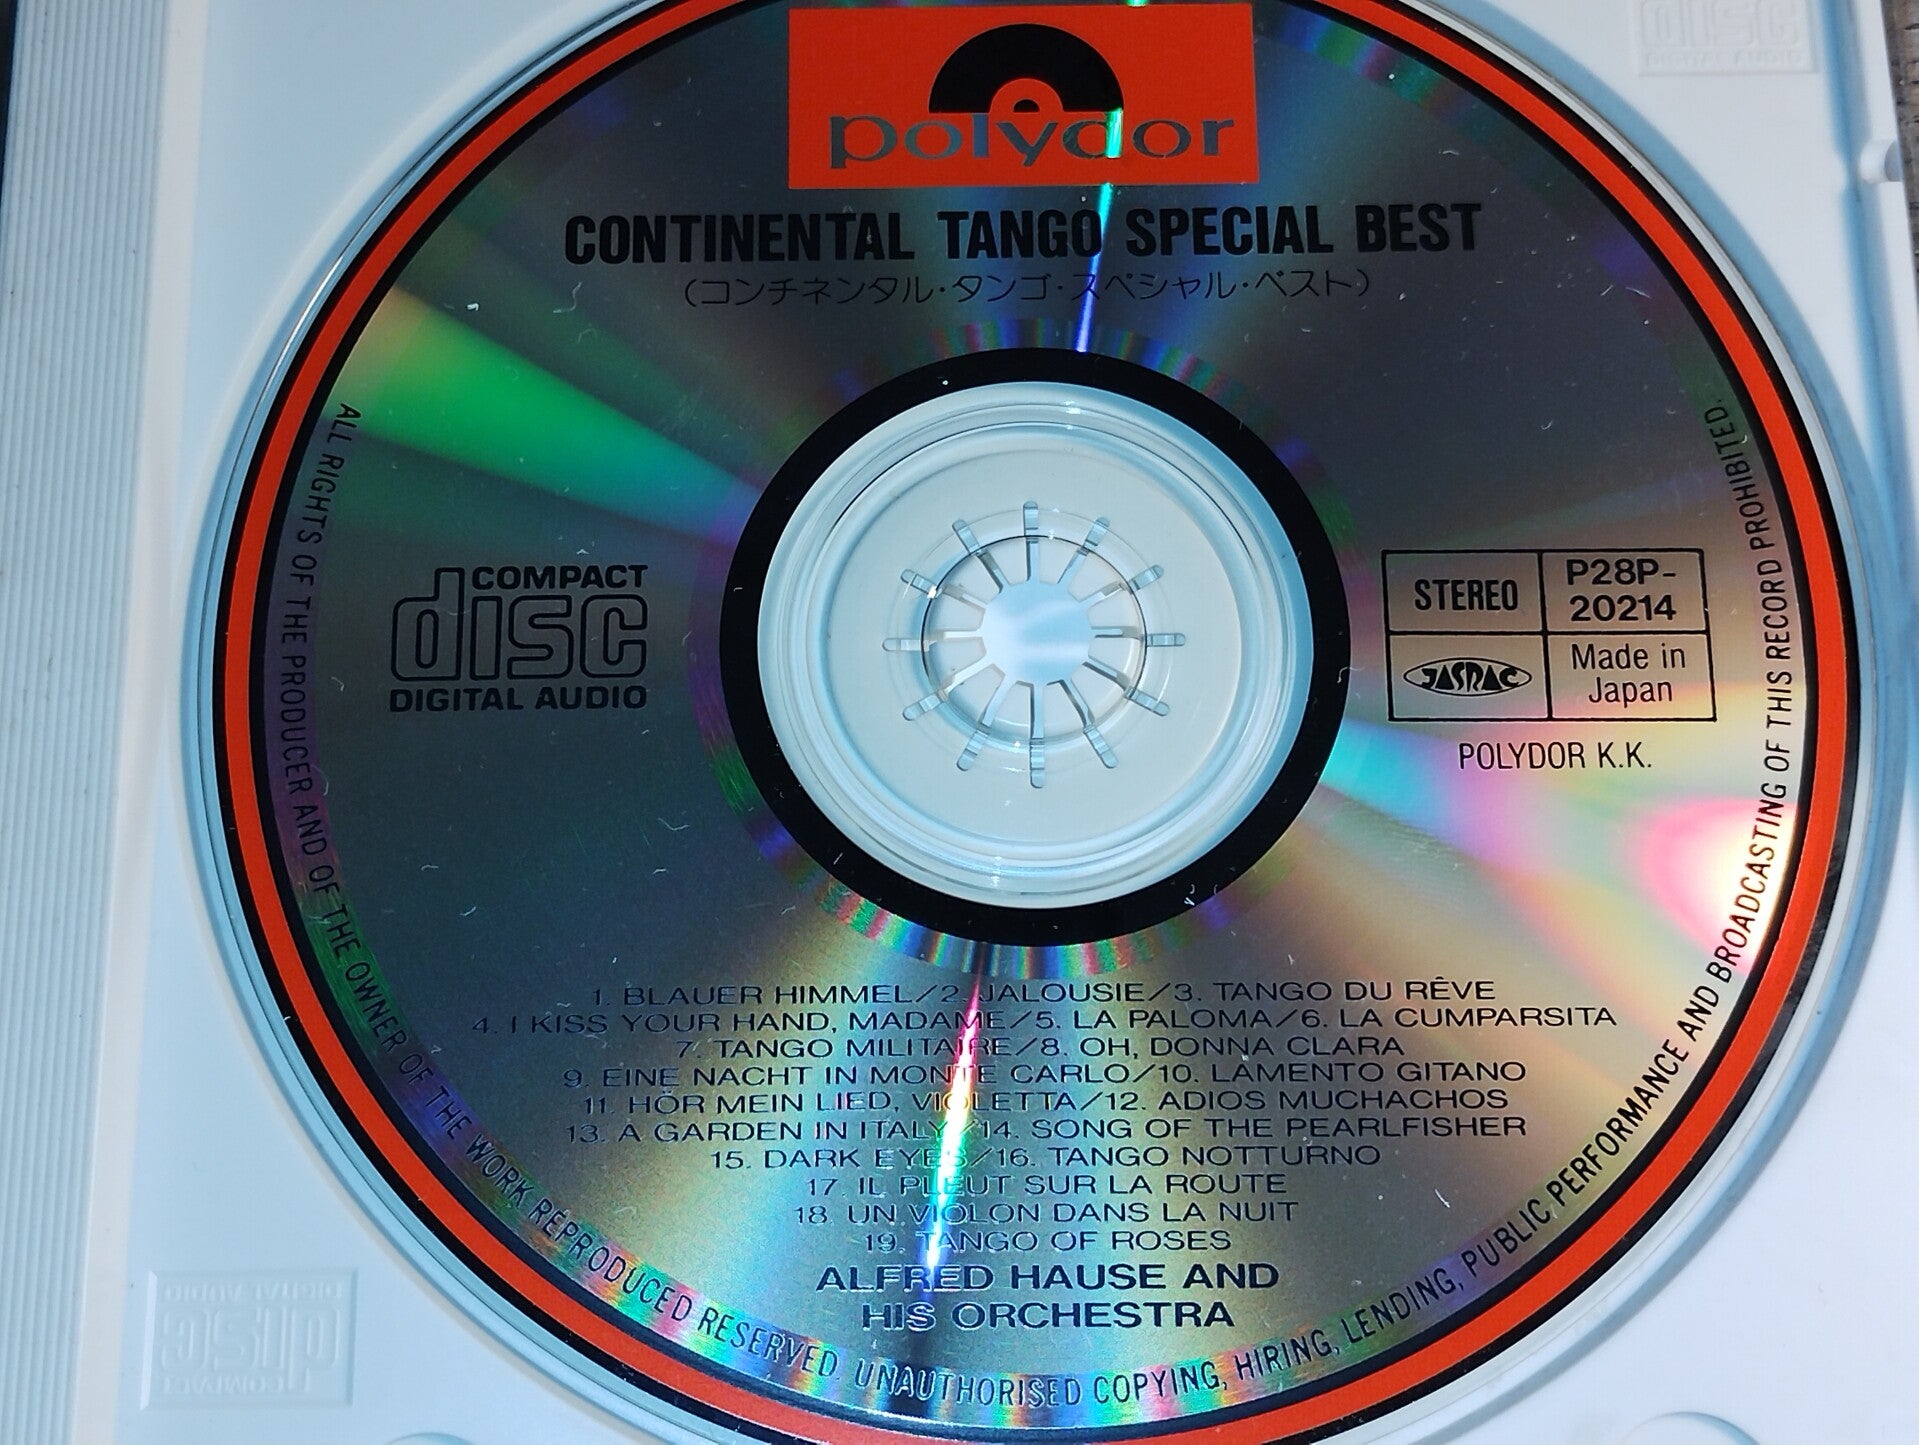 polydor
CONTINENTAL TANGO SPECIAL BEST
(コンチネンタル・タンゴ・スペシャル・ベスト)
COMPACT
disc
DIGITAL AUDIO
STEREO
P28P-
20214
JASRAC
Made in
Japan
POLYDOR K.K.
1. BLAUER HIMMEL/2. JALOUSIE/3. TANGO DU RÊVE
4. I KISS YOUR HAND, MADAME/5. LA PALOMA/6. LA CUMPARSITA
7. TANGO MILITAIRE/8. OH, DONNA CLARA
9. EINE NACHT IN MONTE CARLO/10. LAMENTO GITANO
11. HÖR MEIN LIED, VIOLETTA/12. ADIOS MUCHACHOS
13. A GARDEN IN ITALY/14. SONG OF THE PEARLFISHER
15. DARK EYES/16. TANGO NOTTURNO
17. IL PLEUT SUR LA ROUTE
18. UN VIOLON DANS LA NUIT
19. TANGO OF ROSES
ALFRED HAUSE AND
HIS ORCHESTRA
ALL RIGHTS OF THE PRODUCER AND OF THE OWNER OF THE WORK REPRODUCED RESERVED. UNAUTHORISED COPYING, HIRING, LENDING, PUBLIC PERFORMANCE AND BROADCASTING OF THIS RECORD PROHIBITED.
disc
DIGITAL AUDIO
COMPACT
disc
DIGITAL AUDIO